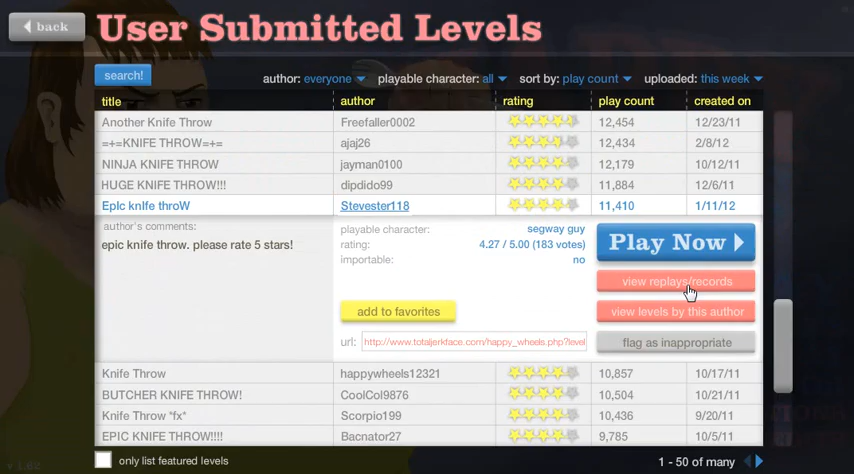 back
User Submitted Levels
search!
author: everyone playable character: all sort by: play count uploaded: this week
title author rating play count created on
Another Knife Throw Freefaller0002 12,454 12/23/11
=+=KNIFE THROW=+= ajaj26 12,434 2/8/12
NINJA KNIFE THROW jayman0100 12,179 10/12/11
HUGE KNIFE THROW!!! dipdido99 11,884 12/6/11
EpIc knIfe throW Stevester118 11,410 1/11/12
author's comments:
epic knIfe throw. please rate 5 stars!
playable character: segway guy
rating: 4.27 / 5.00 (183 votes)
importable: no
Play Now
view replays/records
add to favorites
view levels by this author
url: http://www.totaljerkface.com/happy_wheels.php?level
flag as inappropriate
Knife Throw happywheels12321 10,857 10/17/11
BUTCHER KNIFE THROW! CoolCol9876 10,504 10/21/11
Knife Throw *fx* Scorpio199 10,436 9/20/11
EPIC KNIFE THROW!!!! Bacnator27 9,785 10/5/11
only list featured levels
1 - 50 of many